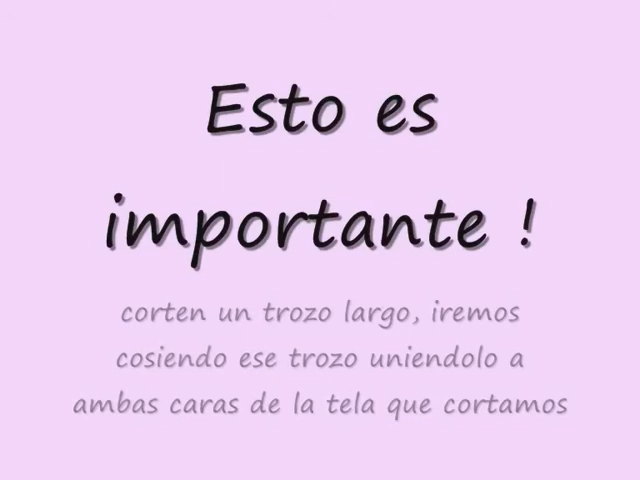 Esto es
importante !
corten un trozo largo, iremos
cosiendo ese trozo uniendolo a
ambas caras de la tela que cortamos